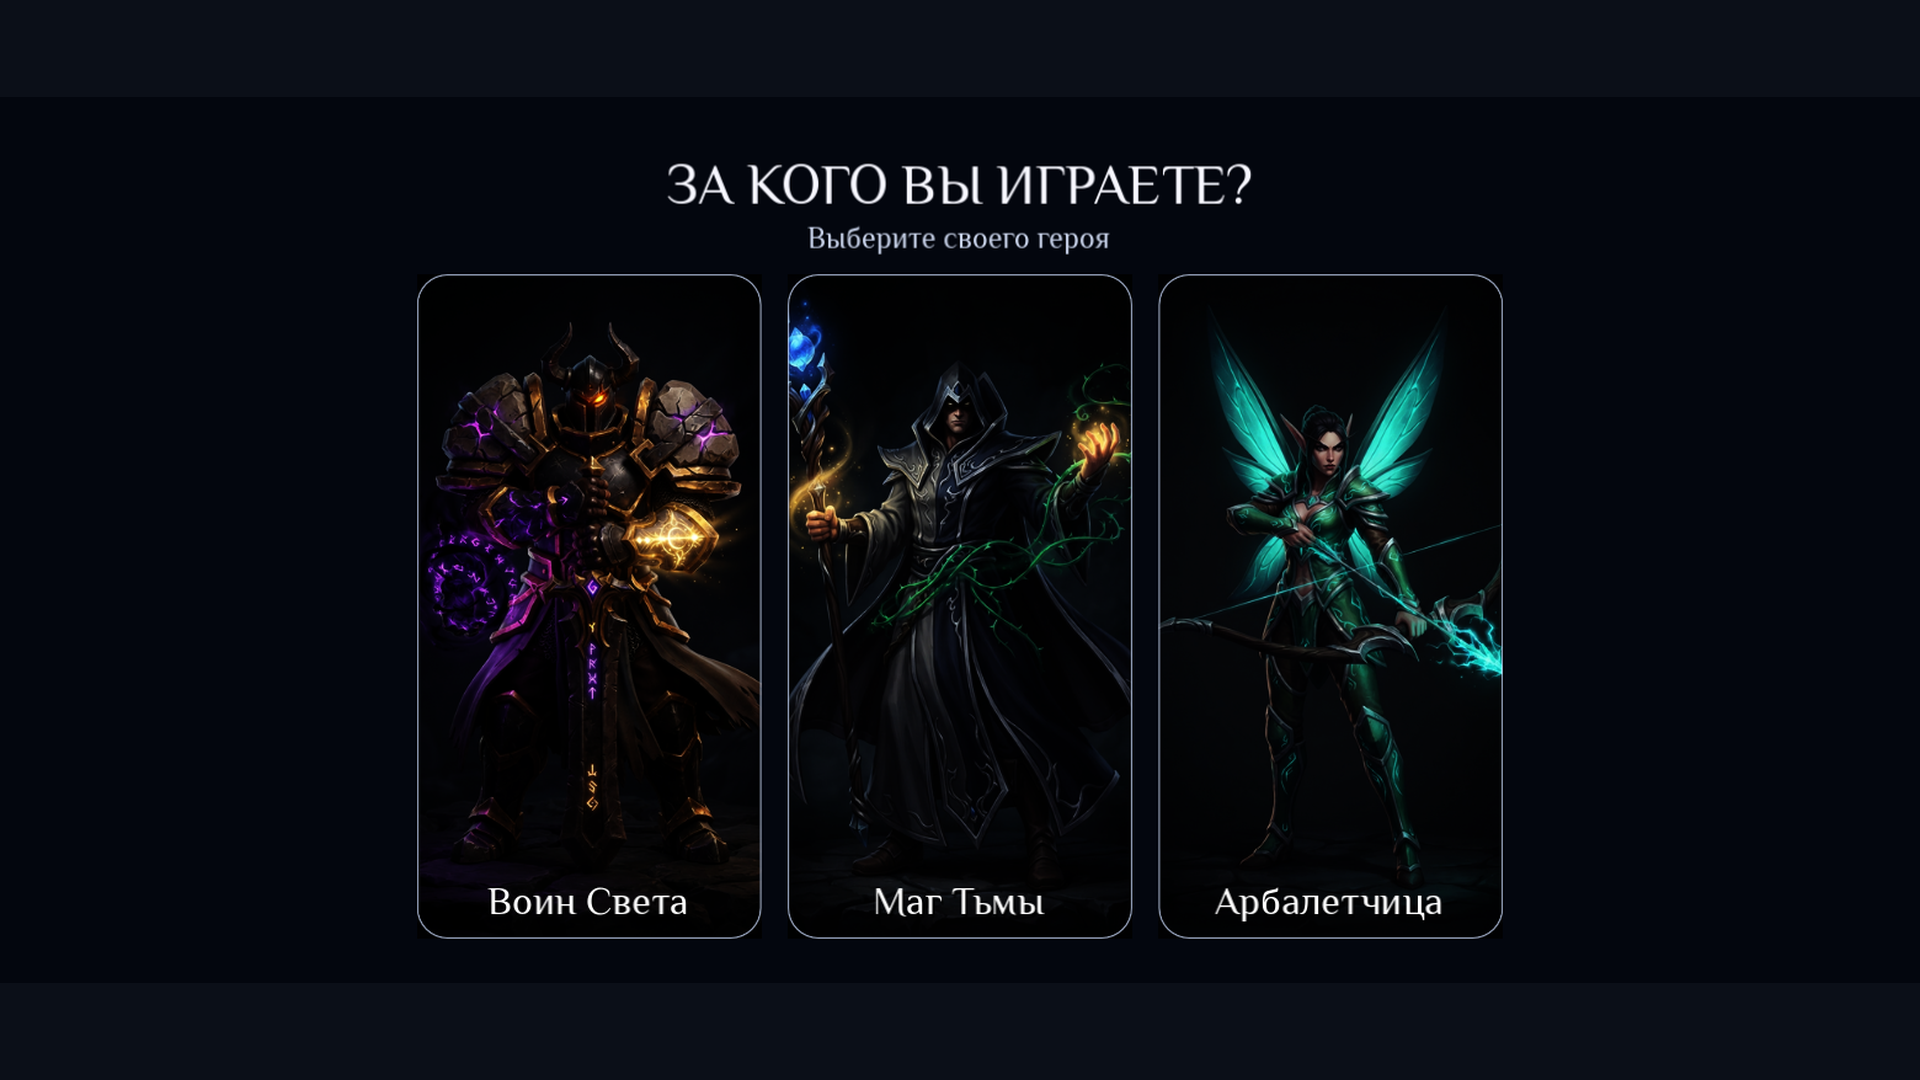 ЗА КОГО ВЫ ИГРАЕТЕ?
Выберите своего героя
Воин Света
Маг Тьмы
Арбалетчица